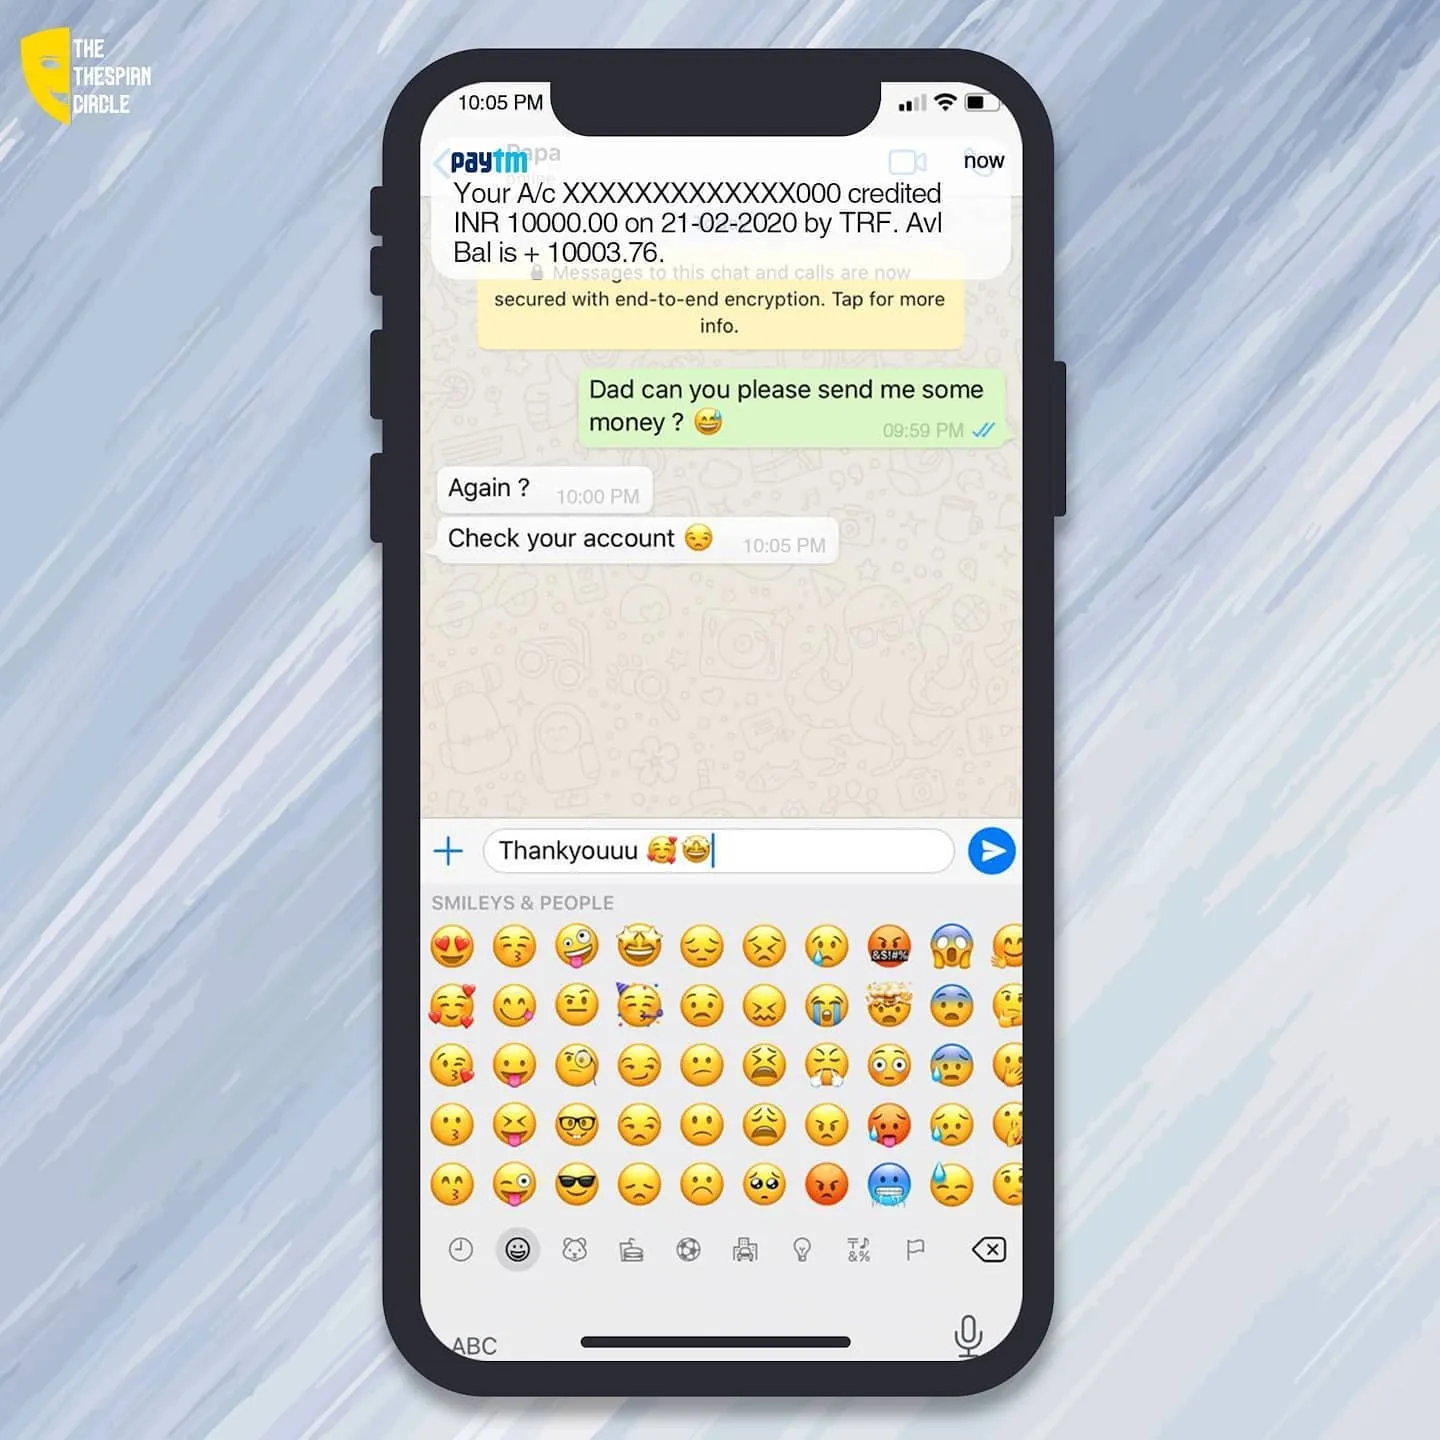 THE
THESPIAN
CIRCLE
10:05 PM
Papa
paytm
now
online
Your A/c XXXXXXXXXXXXX000 credited
INR 10000.00 on 21-02-2020 by TRF. Avl
Bal is + 10003.76.
Messages to this chat and calls are now
secured with end-to-end encryption. Tap for more
info.
Dad can you please send me some
money ? 😅
09:59 PM
Again ?
10:00 PM
Check your account 😒
10:05 PM
Thankyouuu 🥰🤩
SMILEYS & PEOPLE
&$!#%
ABC